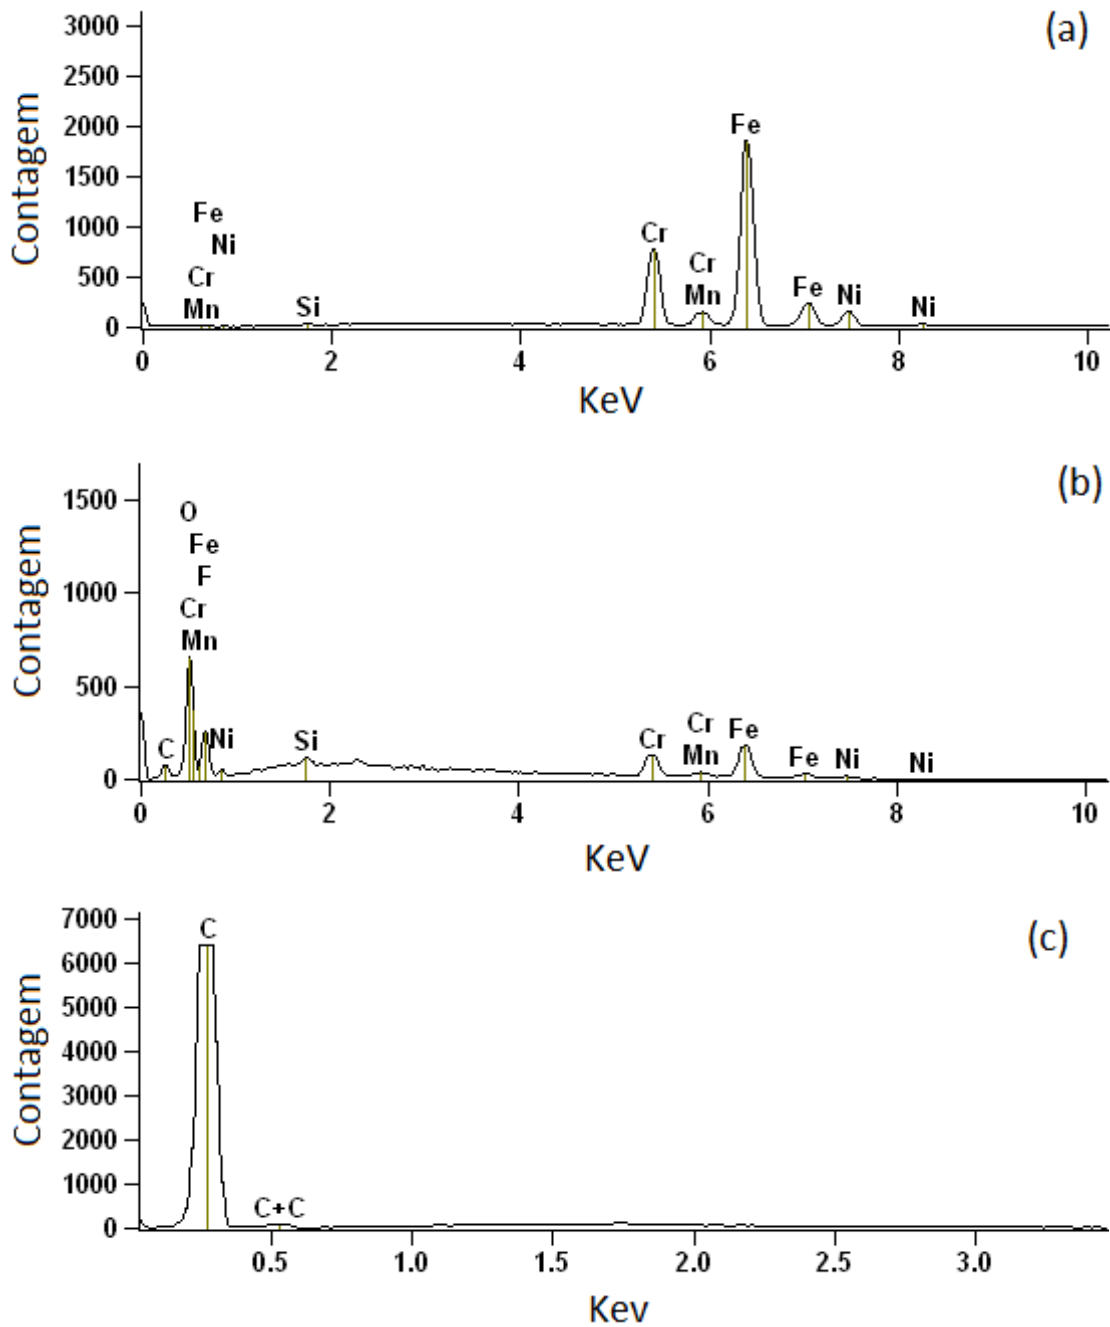 (a)
3000
2500
2000
1500
1000
500
0
Contagem
Fe
Ni
Cr
Mn
Si
Cr
Cr
Mn
Fe
Fe
Ni
Ni
0 2 4 6 8 10
KeV
(b)
1500
1000
500
0
Contagem
O
Fe
F
Cr
Mn
C
Ni
Si
Cr
Cr
Mn
Fe
Fe
Ni
Ni
0 2 4 6 8 10
KeV
(c)
7000
6000
5000
4000
3000
2000
1000
0
Contagem
C
C+C
0.5 1.0 1.5 2.0 2.5 3.0
Kev